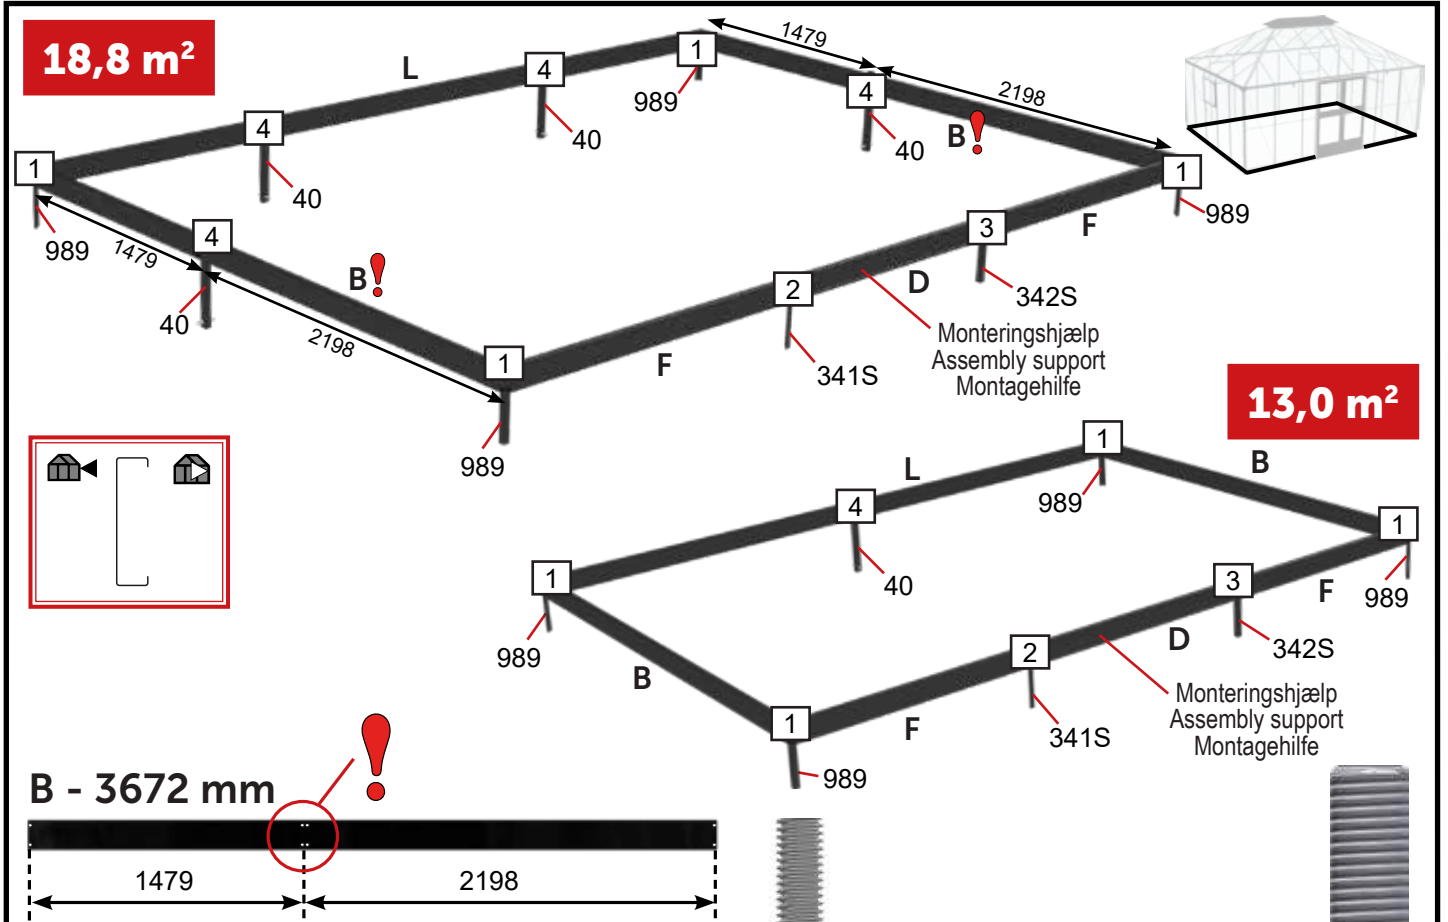 18,8 m²
L
1479
2198
1
4
4
1
4
1
989
40
40
989
40
B
989
1479
4
B
40
2198
1
989
F
2
341S
D
3
342S
F
Monteringshjælp
Assembly support
Montagehilfe
13,0 m²
1
L
B
989
4
40
1
989
1
989
B
1
989
F
2
341S
D
3
342S
F
Monteringshjælp
Assembly support
Montagehilfe
B - 3672 mm
1479
2198